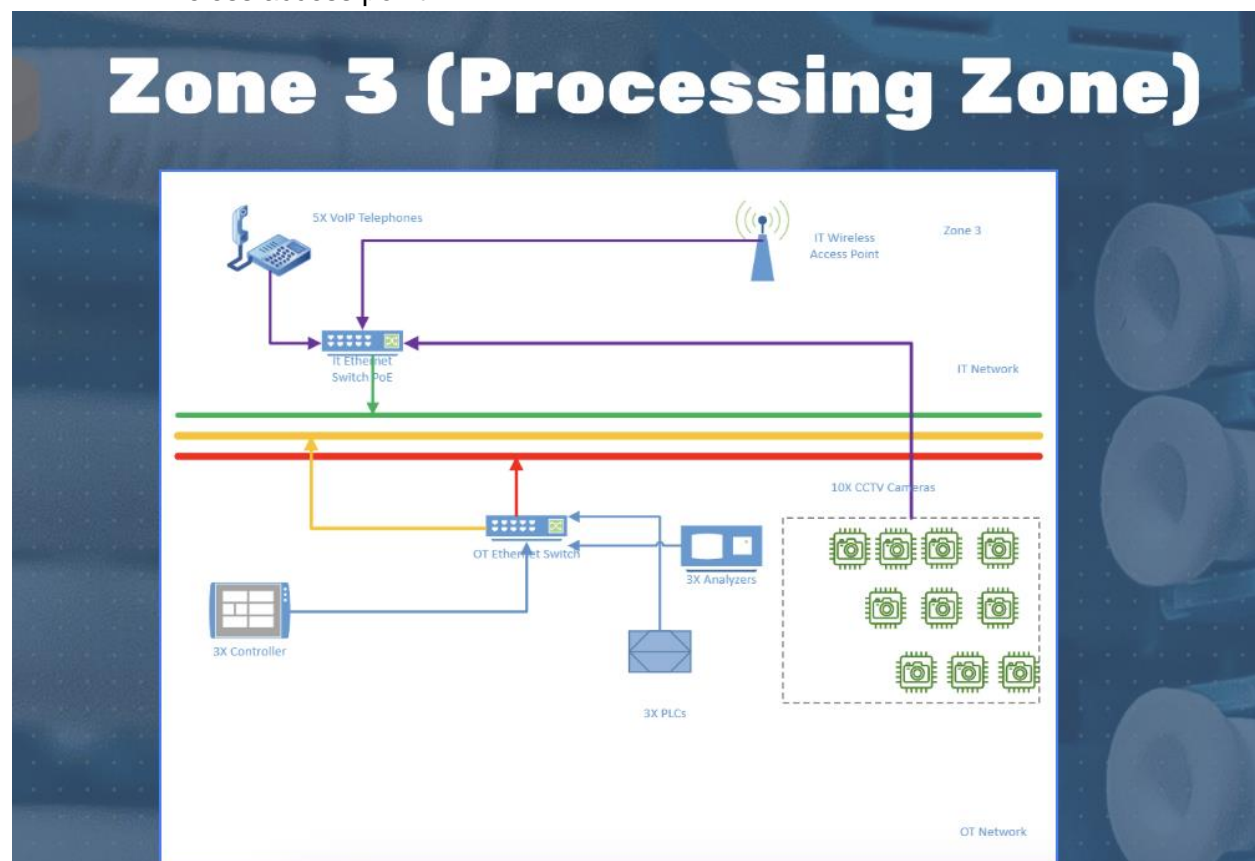 Zone 3 (Processing Zone)
5X VoIP Telephones
IT Wireless
Access Point
Zone 3
It Ethernet
Switch PoE
IT Network
10X CCTV Cameras
OT Ethernet Switch
3X Analyzers
3X Controller
3X PLCs
OT Network